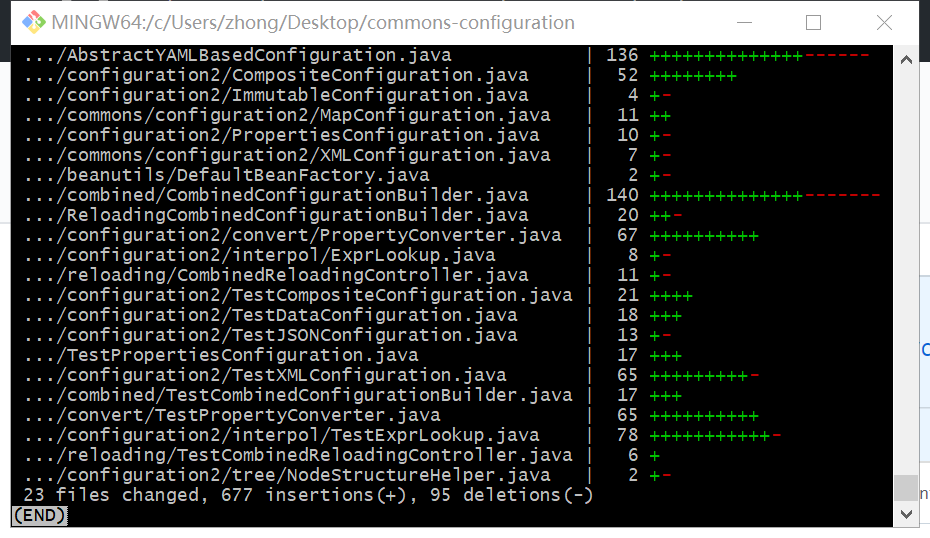 MINGW64:/c/Users/zhong/Desktop/commons-configuration
.../AbstractYAMLBasedConfiguration.java | 136 ++++++++++++++------
.../configuration2/CompositeConfiguration.java | 52 ++++++++
.../configuration2/ImmutableConfiguration.java | 4 +-
.../commons/configuration2/MapConfiguration.java | 11 ++
.../configuration2/PropertiesConfiguration.java | 10 +-
.../commons/configuration2/XMLConfiguration.java | 7 +-
.../beanutils/DefaultBeanFactory.java | 2 +-
.../combined/CombinedConfigurationBuilder.java | 140 ++++++++++++++-------
.../ReloadingCombinedConfigurationBuilder.java | 20 ++-
.../configuration2/convert/PropertyConverter.java | 67 ++++++++++
.../configuration2/interpol/ExprLookup.java | 8 +-
.../reloading/CombinedReloadingController.java | 11 +-
.../configuration2/TestCompositeConfiguration.java | 21 ++++
.../configuration2/TestDataConfiguration.java | 18 +++
.../configuration2/TestJSONConfiguration.java | 13 +-
.../TestPropertiesConfiguration.java | 17 +++
.../configuration2/TestXMLConfiguration.java | 65 +++++++++-
.../combined/TestCombinedConfigurationBuilder.java | 17 +++
.../convert/TestPropertyConverter.java | 65 ++++++++++
.../configuration2/interpol/TestExprLookup.java | 78 +++++++++++-
.../reloading/TestCombinedReloadingController.java | 6 +
.../configuration2/tree/NodeStructureHelper.java | 2 +-
23 files changed, 677 insertions(+), 95 deletions(-)
(END)